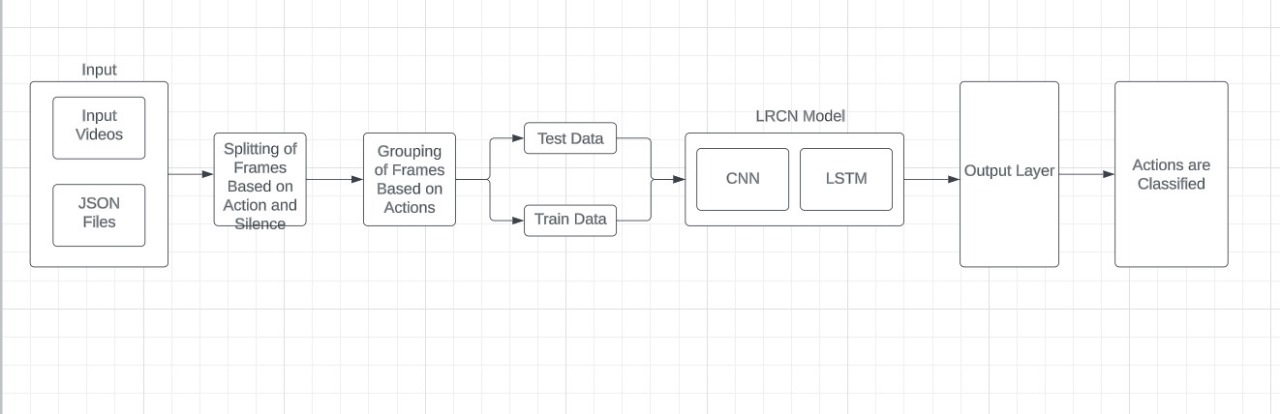 Input
Input
Videos
JSON
Files
Splitting of
Frames
Based on
Action and
Silence
Grouping
of Frames
Based on
Actions
Test Data
Train Data
LRCN Model
CNN
LSTM
Output Layer
Actions are
Classified